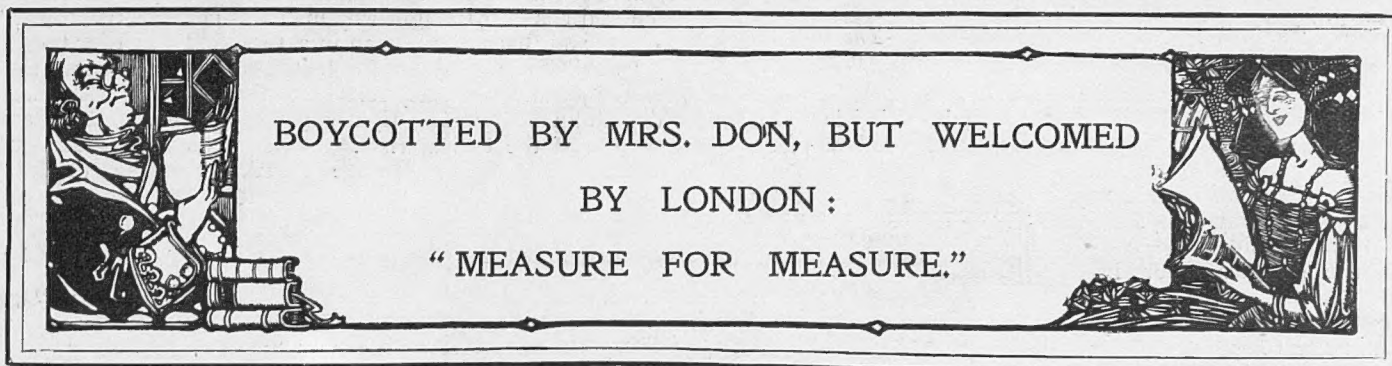 BOYCOTTED BY MRS. DON, BUT WELCOMED
BY LONDON:
“MEASURE FOR MEASURE.”